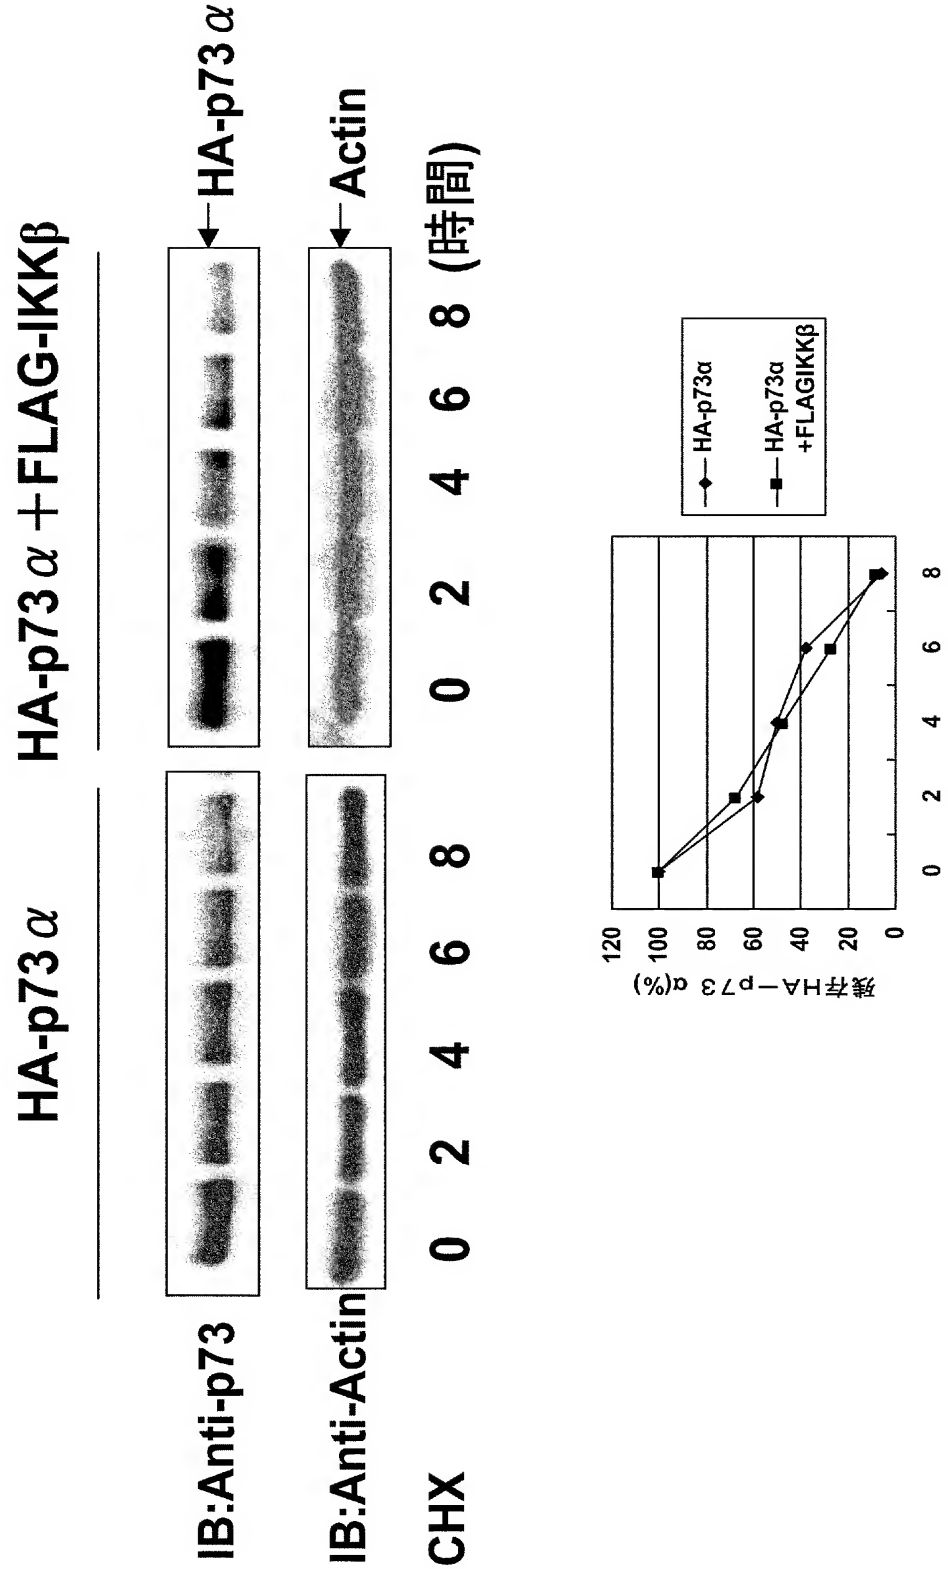 HA-p73α
HA-p73α＋FLAG-IKKβ
IB:Anti-p73
HA-p73α
IB:Anti-Actin
Actin
CHX 0 2 4 6 8 0 2 4 6 8 (時間)
残存HA－p73 α(%)
120
100
80
60
40
20
0
0 2 4 6 8
HA-p73α
HA-p73α
+FLAGIKKβ